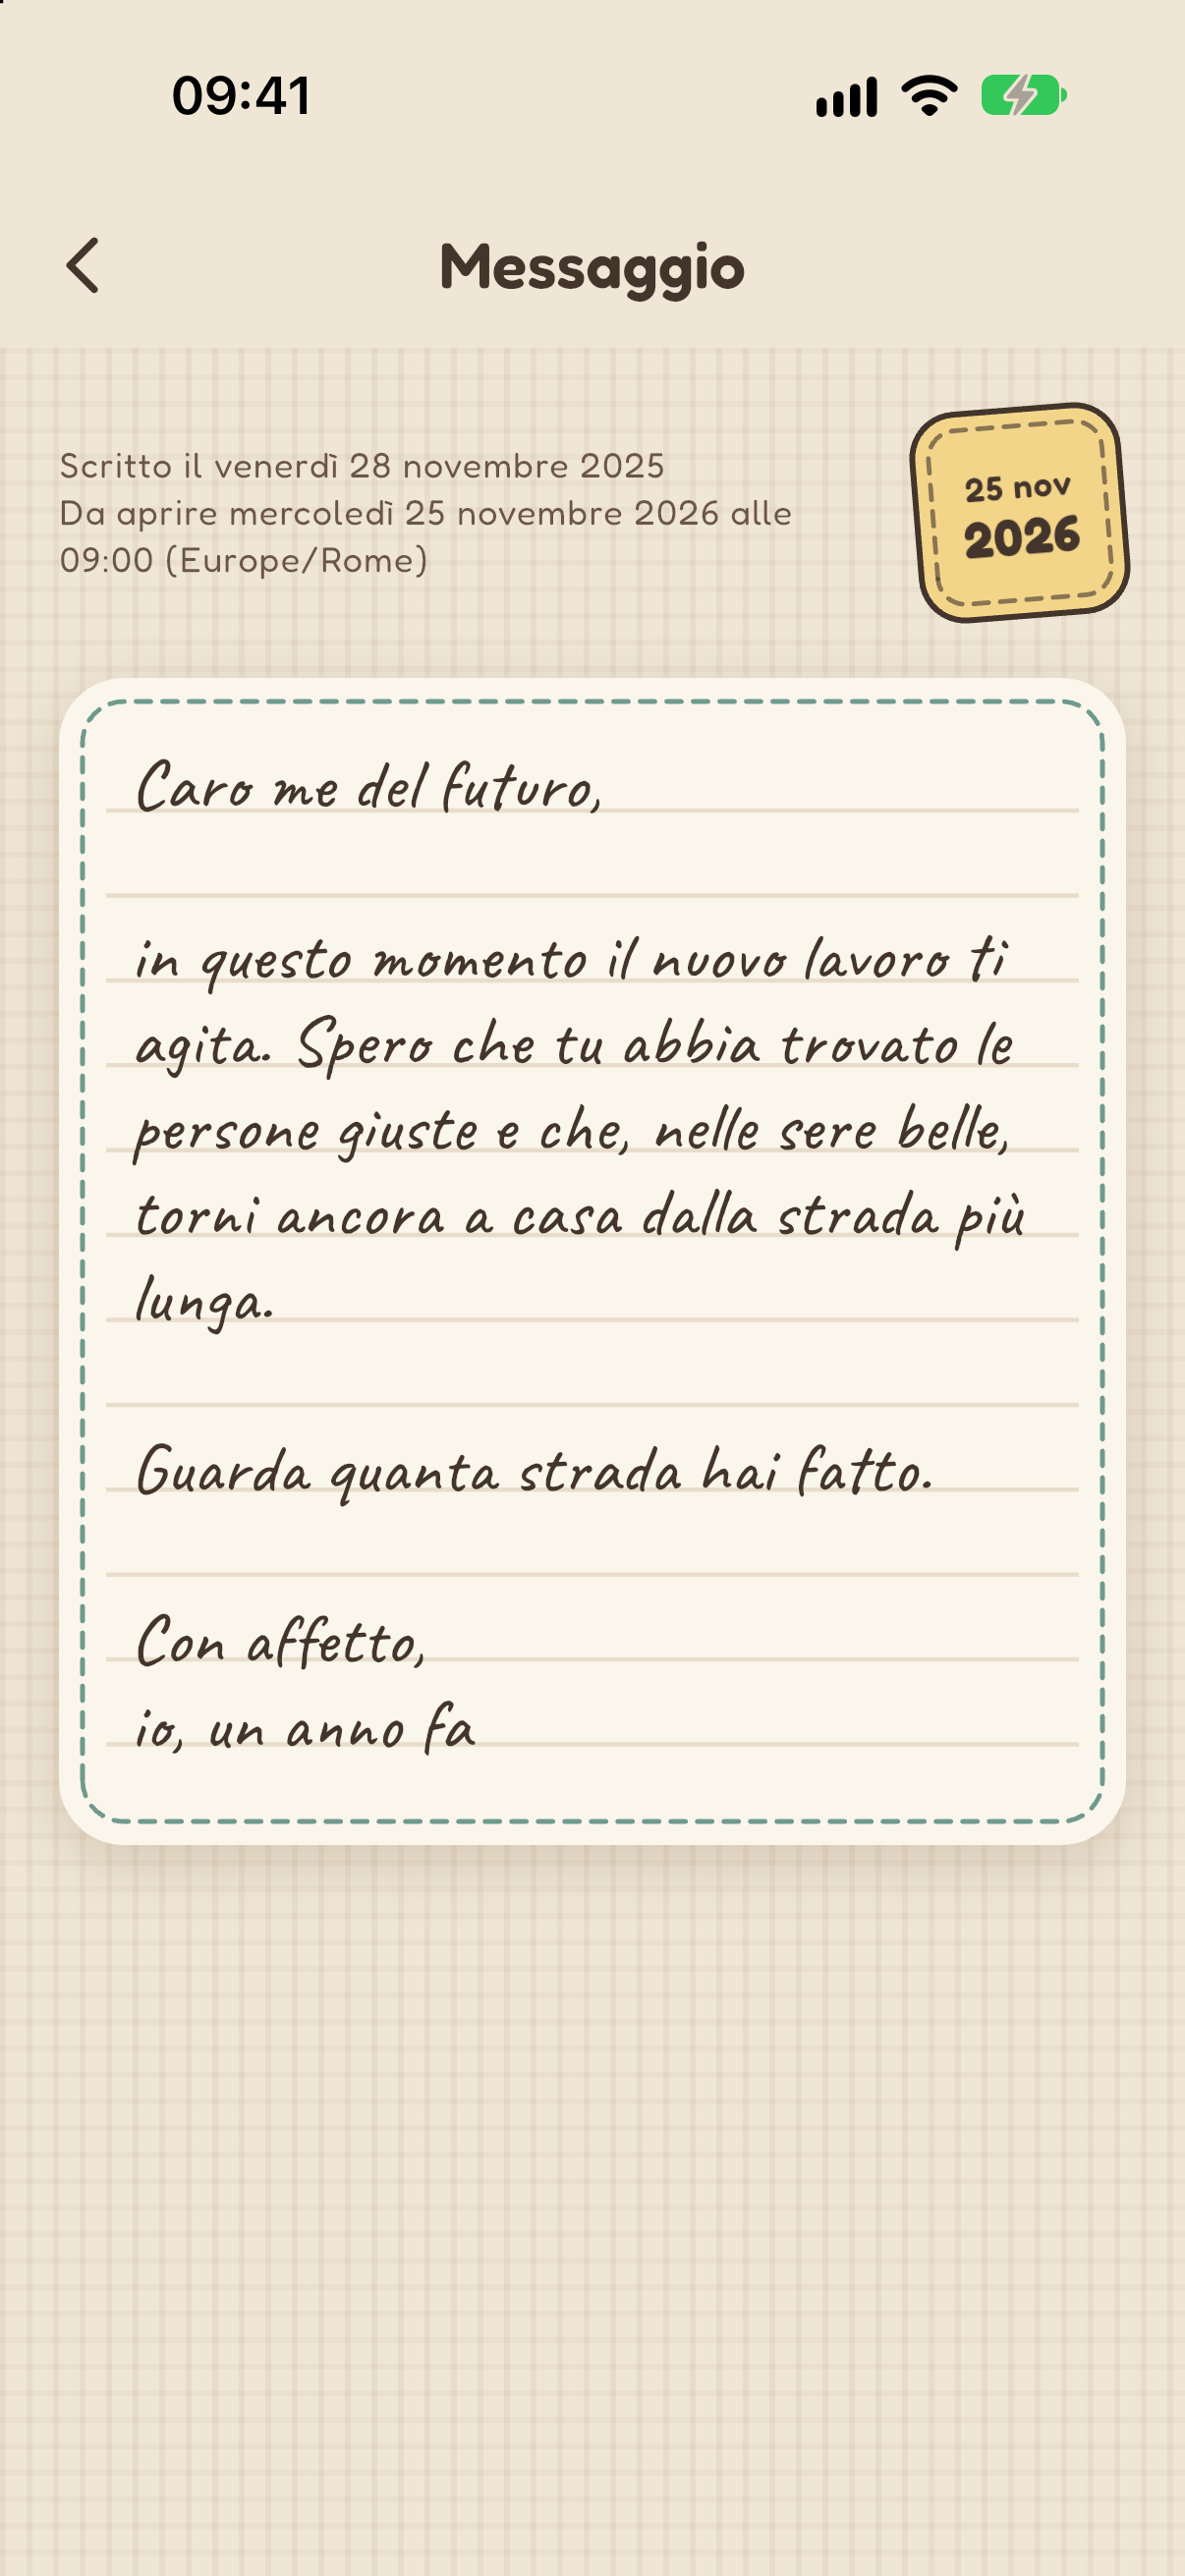 09:41
Messaggio
Scritto il venerdì 28 novembre 2025
Da aprire mercoledì 25 novembre 2026 alle
09:00 (Europe/Rome)
25 nov
2026
Caro me del futuro,
in questo momento il nuovo lavoro ti
agita. Spero che tu abbia trovato le
persone giuste e che, nelle sere belle,
torni ancora a casa dalla strada più
lunga.
Guarda quanta strada hai fatto.
Con affetto,
io, un anno fa